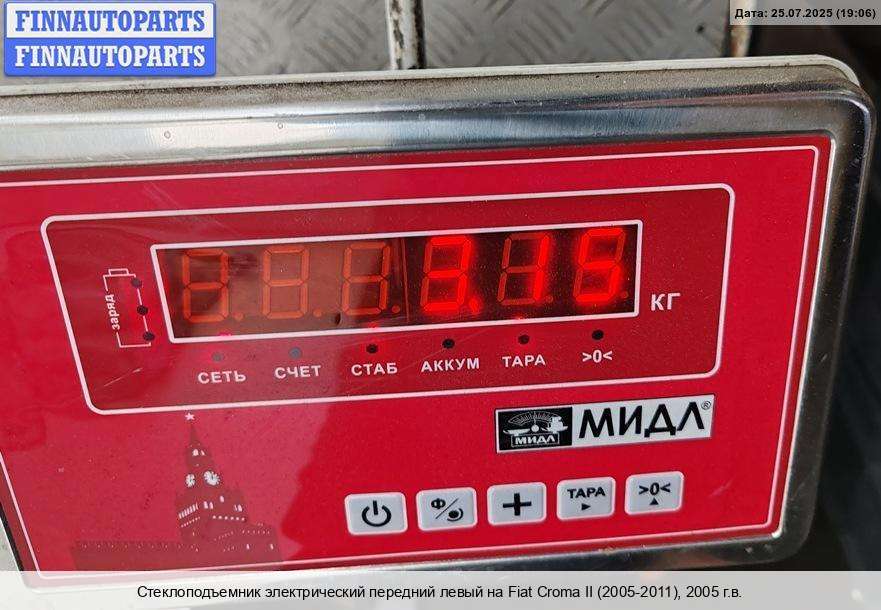 FINNAUTOPARTS
FINNAUTOPARTS
Дата: 25.07.2025 (19:06)
заряд
3.15 КГ
СЕТЬ СЧЕТ СТАБ АККУМ ТАРА >0<
МИДЛ МИДЛ®
Ф/ + ТАРА >0<
Стеклоподъемник электрический передний левый на Fiat Croma II (2005-2011), 2005 г.в.